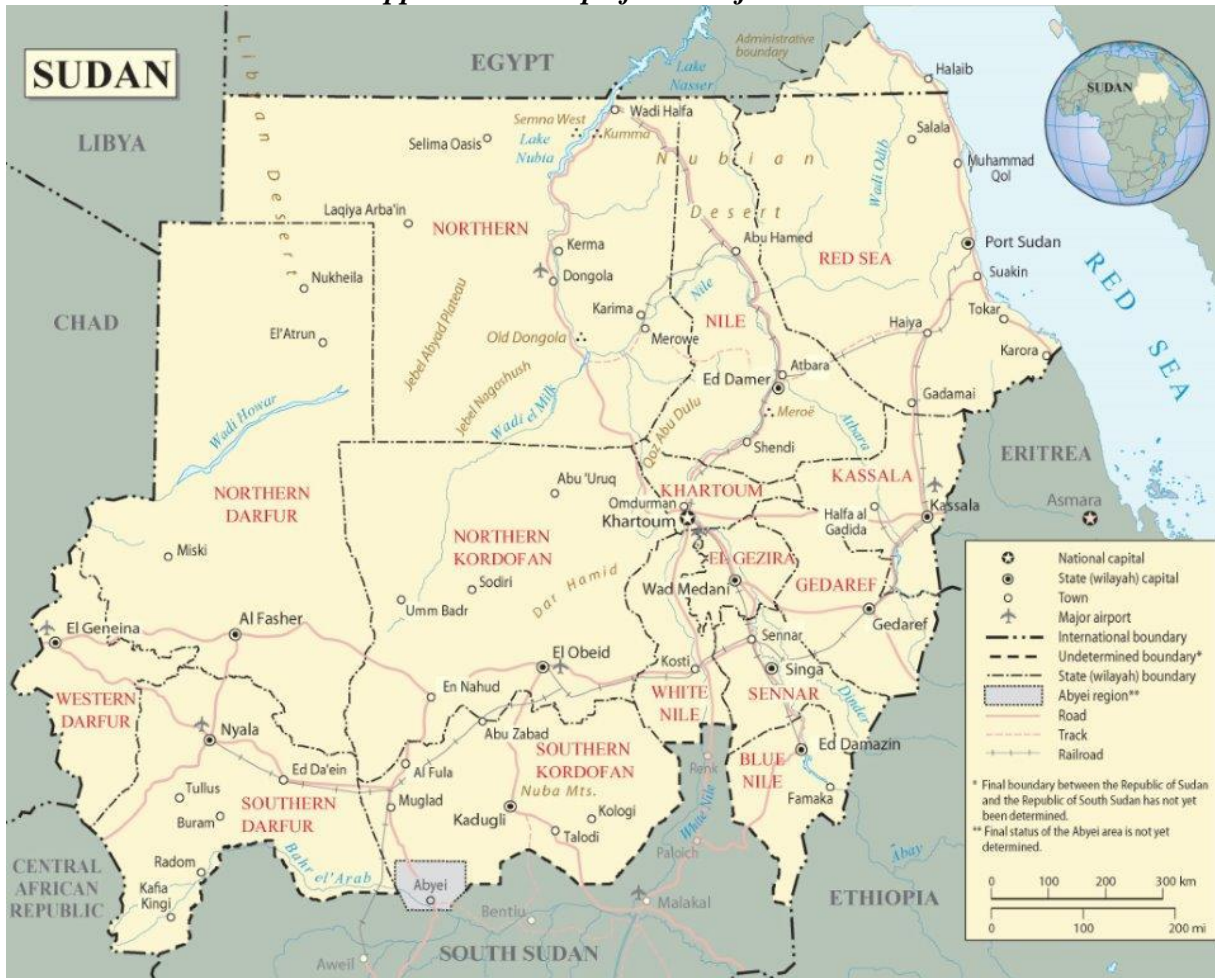 SUDAN
EGYPT
LIBYA
CHAD
Libyan Desert
Lake
Nasser
Administrative
boundary
Halaib
SUDAN
Wadi Halfa
Semna West
Kumma
Lake
Nubia
Selima Oasis
Salala
Muhammad
Qol
Nubian
Desert
Wadi Odib
Laqiya Arba'in
NORTHERN
Kerma
Dongola
Abu Hamed
RED SEA
Port Sudan
Suakin
RED SEA
Nukheila
Karima
Nile
Merowe
NILE
Tokar
Haiya
Karora
El'Atrun
Jebel Abyad Plateau
Old Dongola
Jebel Nagashush
Wadi el Milk
Atbara
Ed Damer
Meroë
Atbara
Gadamai
Qoz Abu Dulu
Shendi
Wadi Howar
ERITREA
Asmara
NORTHERN
DARFUR
Abu 'Uruq
KHARTOUM
Omdurman
Khartoum
KASSALA
Halfa al
Gadida
Kassala
Miski
NORTHERN
KORDOFAN
Sodiri
Umm Badr
Dar Hamid
EL GEZIRA
Wad Medani
GEDAREF
Gedaref
El Geneina
Al Fasher
El Obeid
Kosti
Sennar
Singa
SENNAR
Dinder
WESTERN
DARFUR
En Nahud
WHITE
NILE
Nyala
Abu Zabad
SOUTHERN
KORDOFAN
Nuba Mts.
Renk
BLUE
NILE
Ed Damazin
Famaka
Ed Da'ein
Al Fula
Muglad
Tullus
Buram
SOUTHERN
DARFUR
Kadugli
Kologi
Talodi
White Nile
Paloich
Radom
Kafia
Kingi
Bahr el'Arab
Abyei
Bentiu
Malakal
Abay
CENTRAL
AFRICAN
REPUBLIC
SOUTH SUDAN
ETHIOPIA
Aweil
National capital
State (wilayah) capital
Town
Major airport
International boundary
Undetermined boundary*
State (wilayah) boundary
Abyei region**
Road
Track
Railroad
* Final boundary between the Republic of Sudan
and the Republic of South Sudan has not yet
been determined.
** Final status of the Abyei area is not yet
determined.
0 100 200 300 km
0 100 200 mi